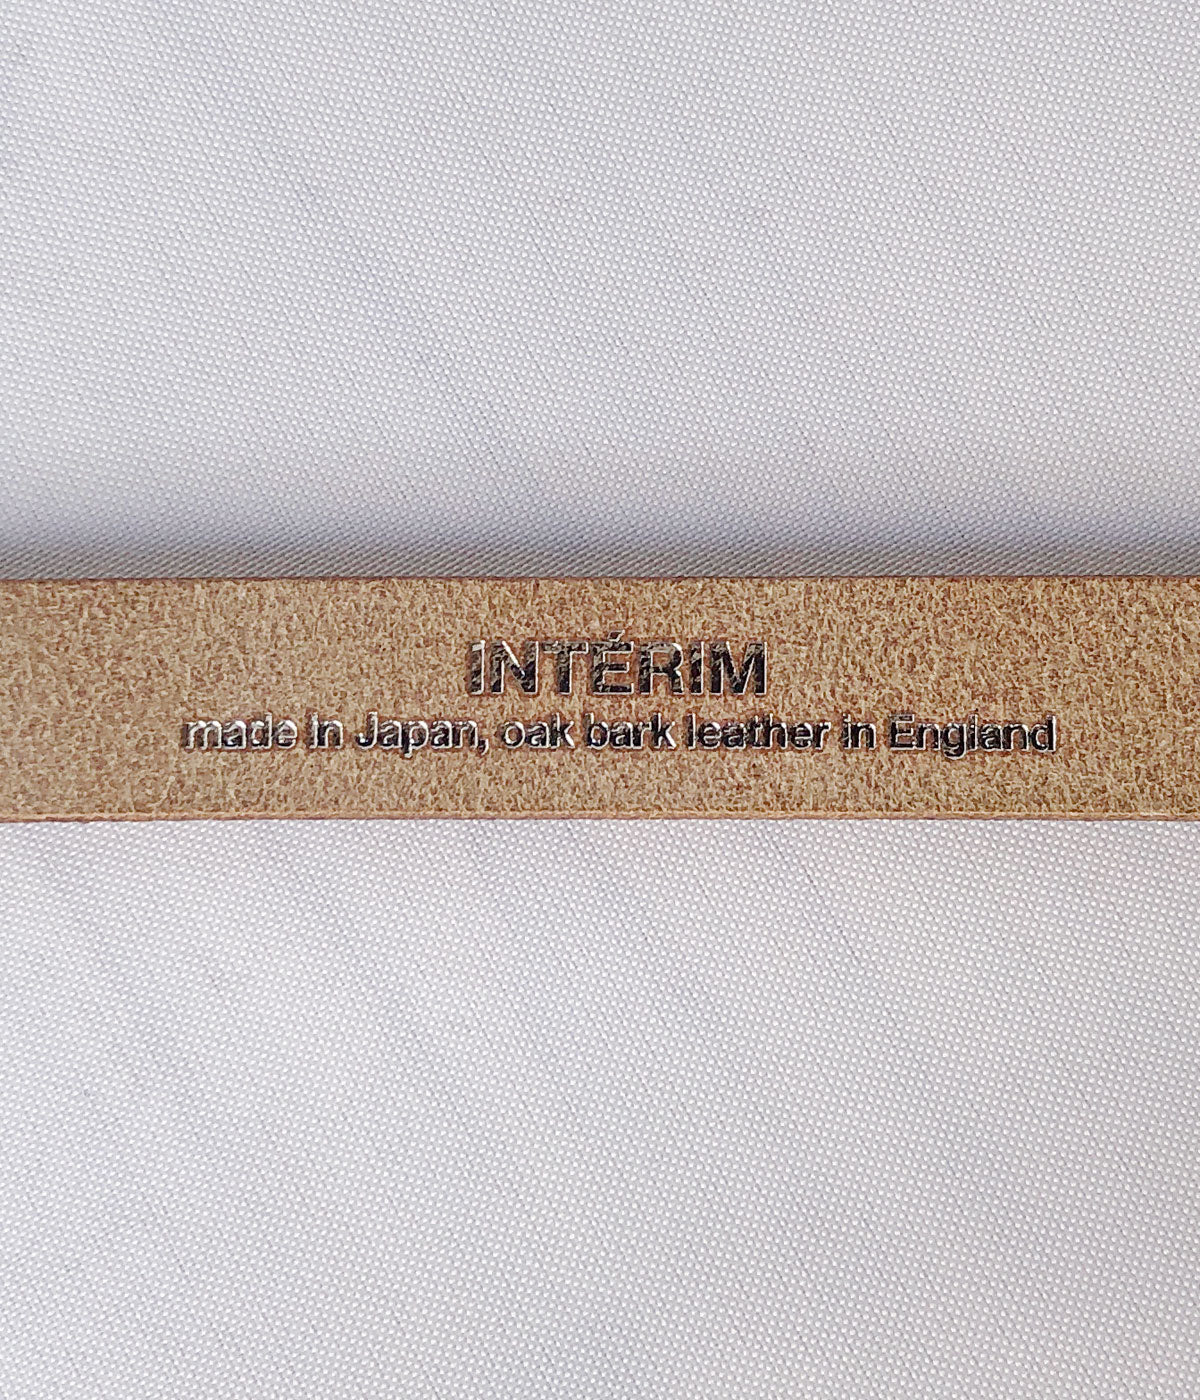 INTÉRIM
made in Japan, oak bark leather in England